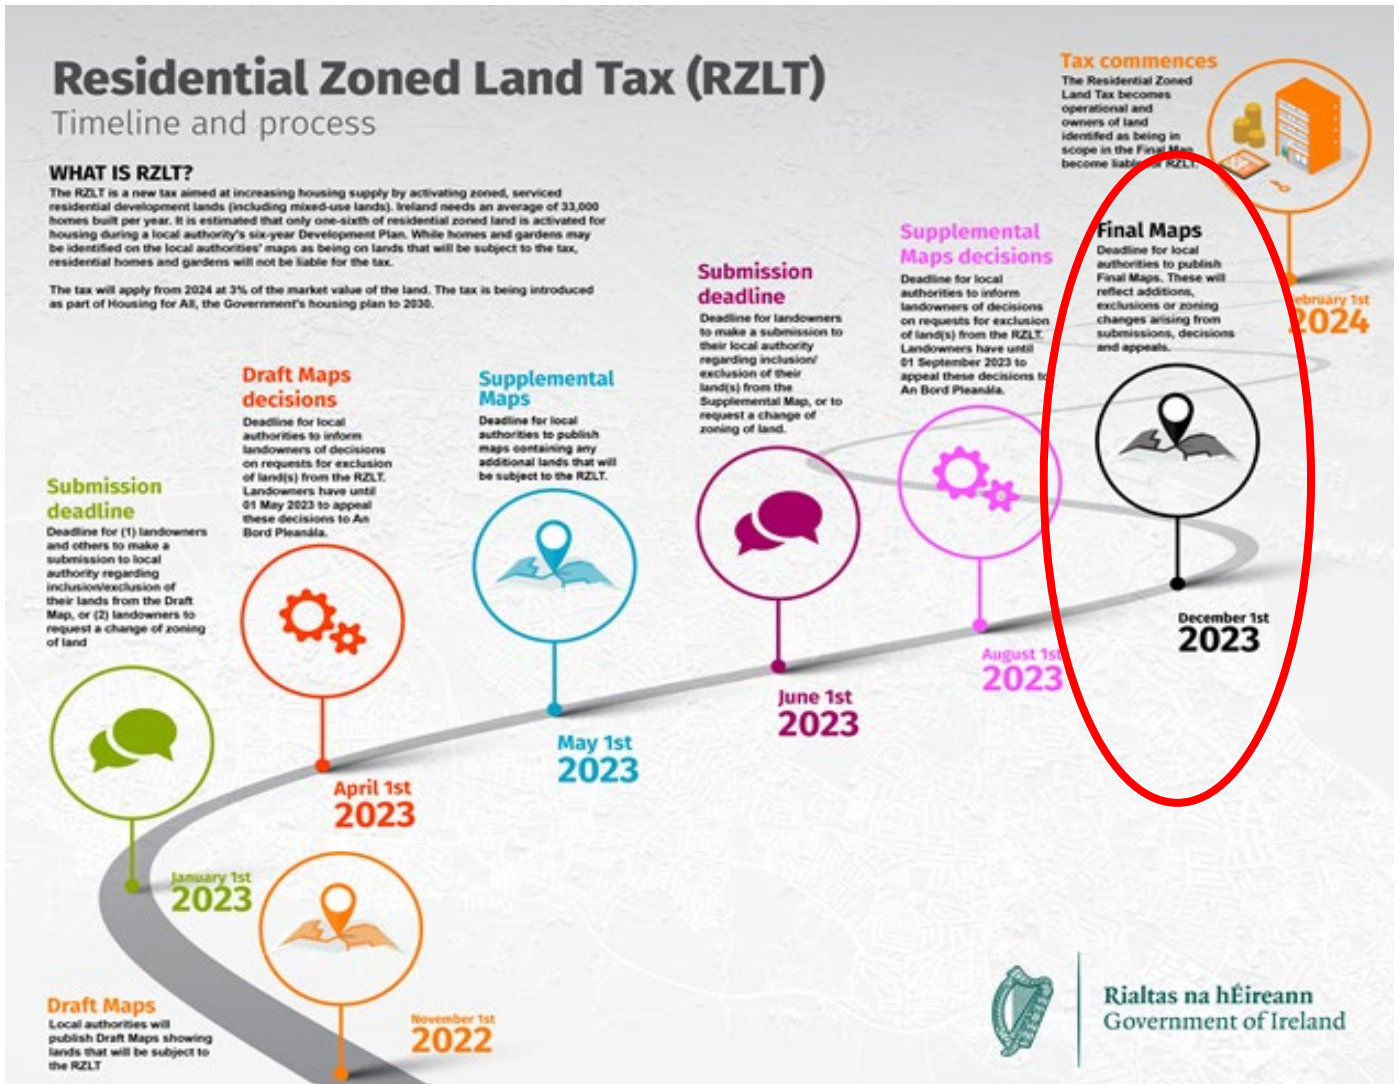 Residential Zoned Land Tax (RZLT)
Timeline and process
WHAT IS RZLT?
The RZLT is a new tax aimed at increasing housing supply by activating zoned, serviced
residential development lands (including mixed-use lands). Ireland needs an average of 33,000
homes built per year. It is estimated that only one-sixth of residential zoned land is activated for
housing during a local authority's six-year Development Plan. While homes and gardens may
be identified on the local authorities' maps as being on lands that will be subject to the tax,
residential homes and gardens will not be liable for the tax.
The tax will apply from 2024 at 3% of the market value of the land. The tax is being introduced
as part of Housing for All, the Government's housing plan to 2030.
Draft Maps
Local authorities will
publish Draft Maps showing
lands that will be subject to
the RZLT
November 1st
2022
Submission
deadline
Deadline for (1) landowners
and others to make a
submission to local
authority regarding
inclusion/exclusion of
their lands from the Draft
Map, or (2) landowners to
request a change of zoning
of land
January 1st
2023
Draft Maps
decisions
Deadline for local
authorities to inform
landowners of decisions
on requests for exclusion
of land(s) from the RZLT.
Landowners have until
01 May 2023 to appeal
these decisions to An
Bord Pleanála.
April 1st
2023
Supplemental
Maps
Deadline for local
authorities to publish
maps containing any
additional lands that will
be subject to the RZLT.
May 1st
2023
Submission
deadline
Deadline for landowners
to make a submission to
their local authority
regarding inclusion/
exclusion of their
land(s) from the
Supplemental Map, or to
request a change of
zoning of land.
June 1st
2023
Supplemental
Maps decisions
Deadline for local
authorities to inform
landowners of decisions
on requests for exclusion
of land(s) from the RZLT.
Landowners have until
01 September 2023 to
appeal these decisions to
An Bord Pleanála.
August 1st
2023
Final Maps
Deadline for local
authorities to publish
Final Maps. These will
reflect additions,
exclusions or zoning
changes arising from
submissions, decisions
and appeals.
December 1st
2023
Tax commences
The Residential Zoned
Land Tax becomes
operational and
owners of land
identifed as being in
scope in the Final Map
become liable for RZLT.
February 1st
2024
Rialtas na hÉireann
Government of Ireland